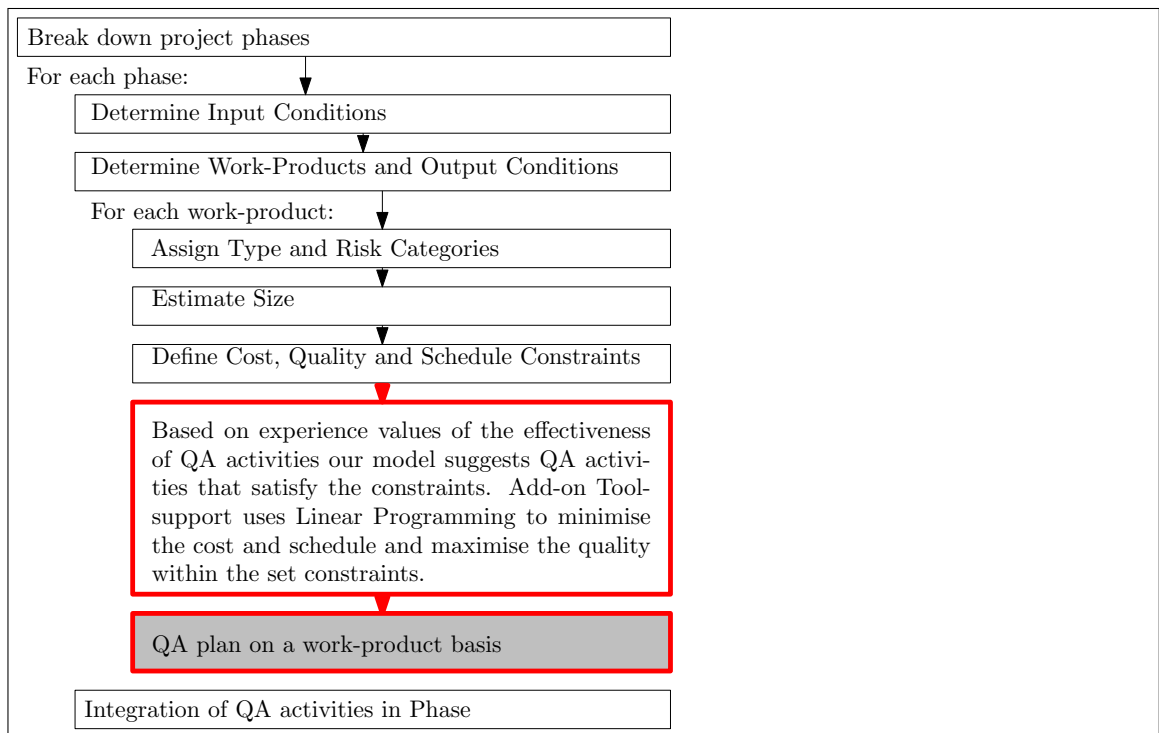 Break down project phases
For each phase:
Determine Input Conditions
Determine Work-Products and Output Conditions
For each work-product:
Assign Type and Risk Categories
Estimate Size
Define Cost, Quality and Schedule Constraints
Based on experience values of the effectiveness
of QA activities our model suggests QA activi-
ties that satisfy the constraints. Add-on Tool-
support uses Linear Programming to minimise
the cost and schedule and maximise the quality
within the set constraints.
QA plan on a work-product basis
Integration of QA activities in Phase